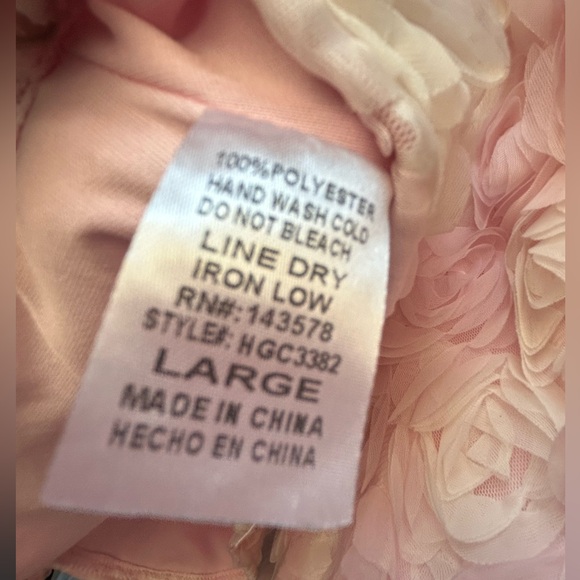 100% POLYESTER
HAND WASH COLD
DO NOT BLEACH
LINE DRY
IRON LOW
RN#: 143578
STYLE#: HGC3382
LARGE
MADE IN CHINA
HECHO EN CHINA